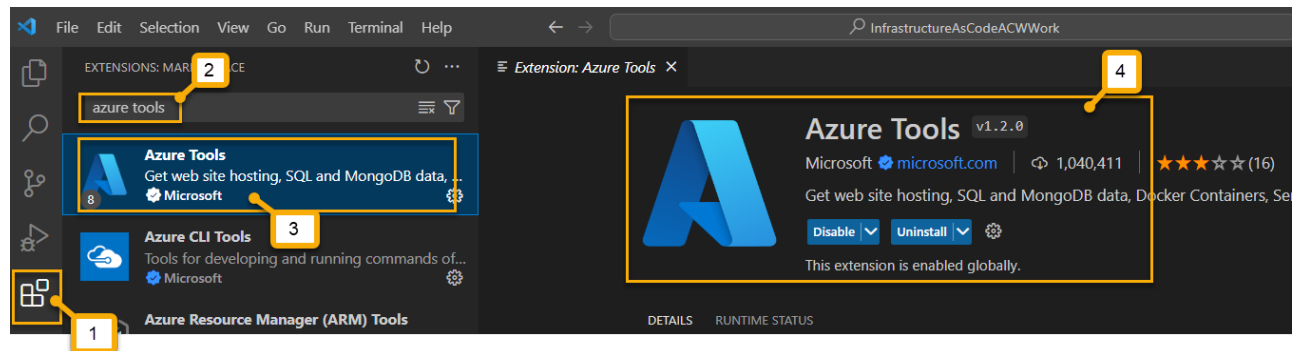 File Edit Selection View Go Run Terminal Help
InfrastructureAsCodeACWWork
EXTENSIONS: MAR CE
2
Extension: Azure Tools
4
azure tools
Azure Tools
Get web site hosting, SQL and MongoDB data, ...
Microsoft
8
3
Azure CLI Tools
Tools for developing and running commands of...
Microsoft
1
Azure Resource Manager (ARM) Tools
Azure Tools v1.2.0
Microsoft microsoft.com 1,040,411 (16)
Get web site hosting, SQL and MongoDB data, Docker Containers, Ser
Disable Uninstall
This extension is enabled globally.
DETAILS RUNTIME STATUS